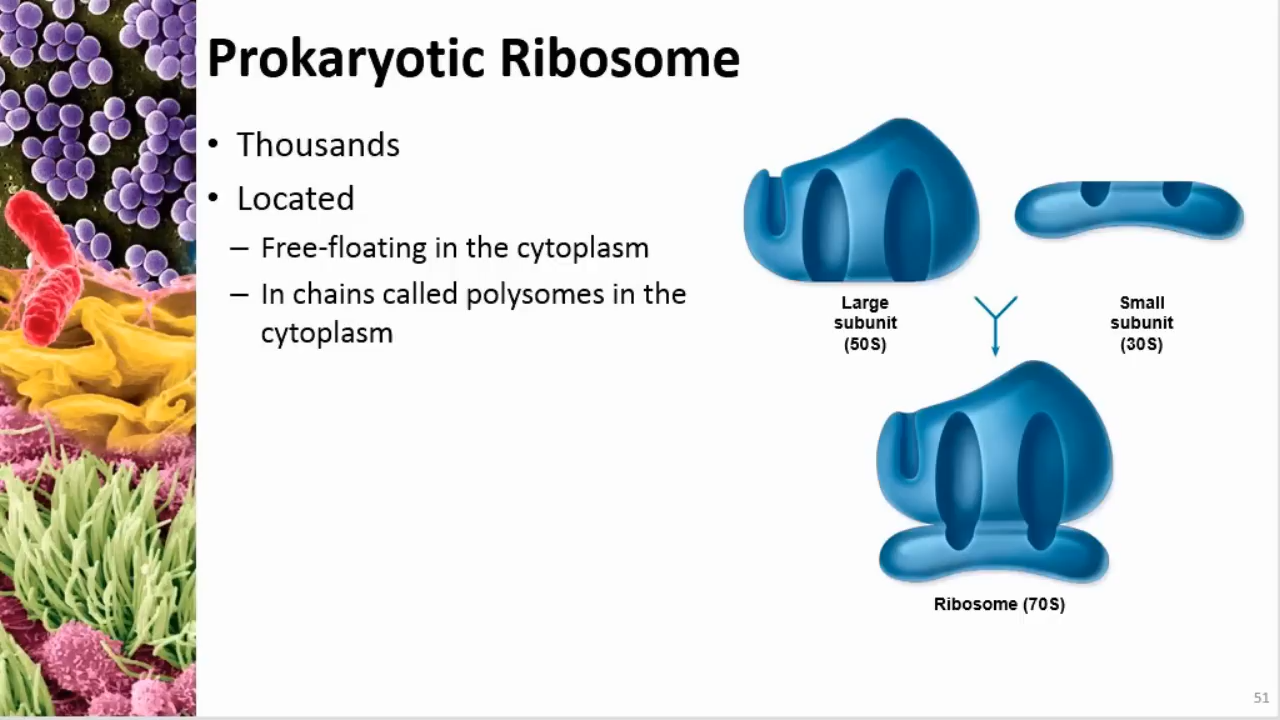 Prokaryotic Ribosome
• Thousands
• Located
– Free-floating in the cytoplasm
– In chains called polysomes in the
cytoplasm
Large
subunit
(50S)
Small
subunit
(30S)
Ribosome (70S)
51